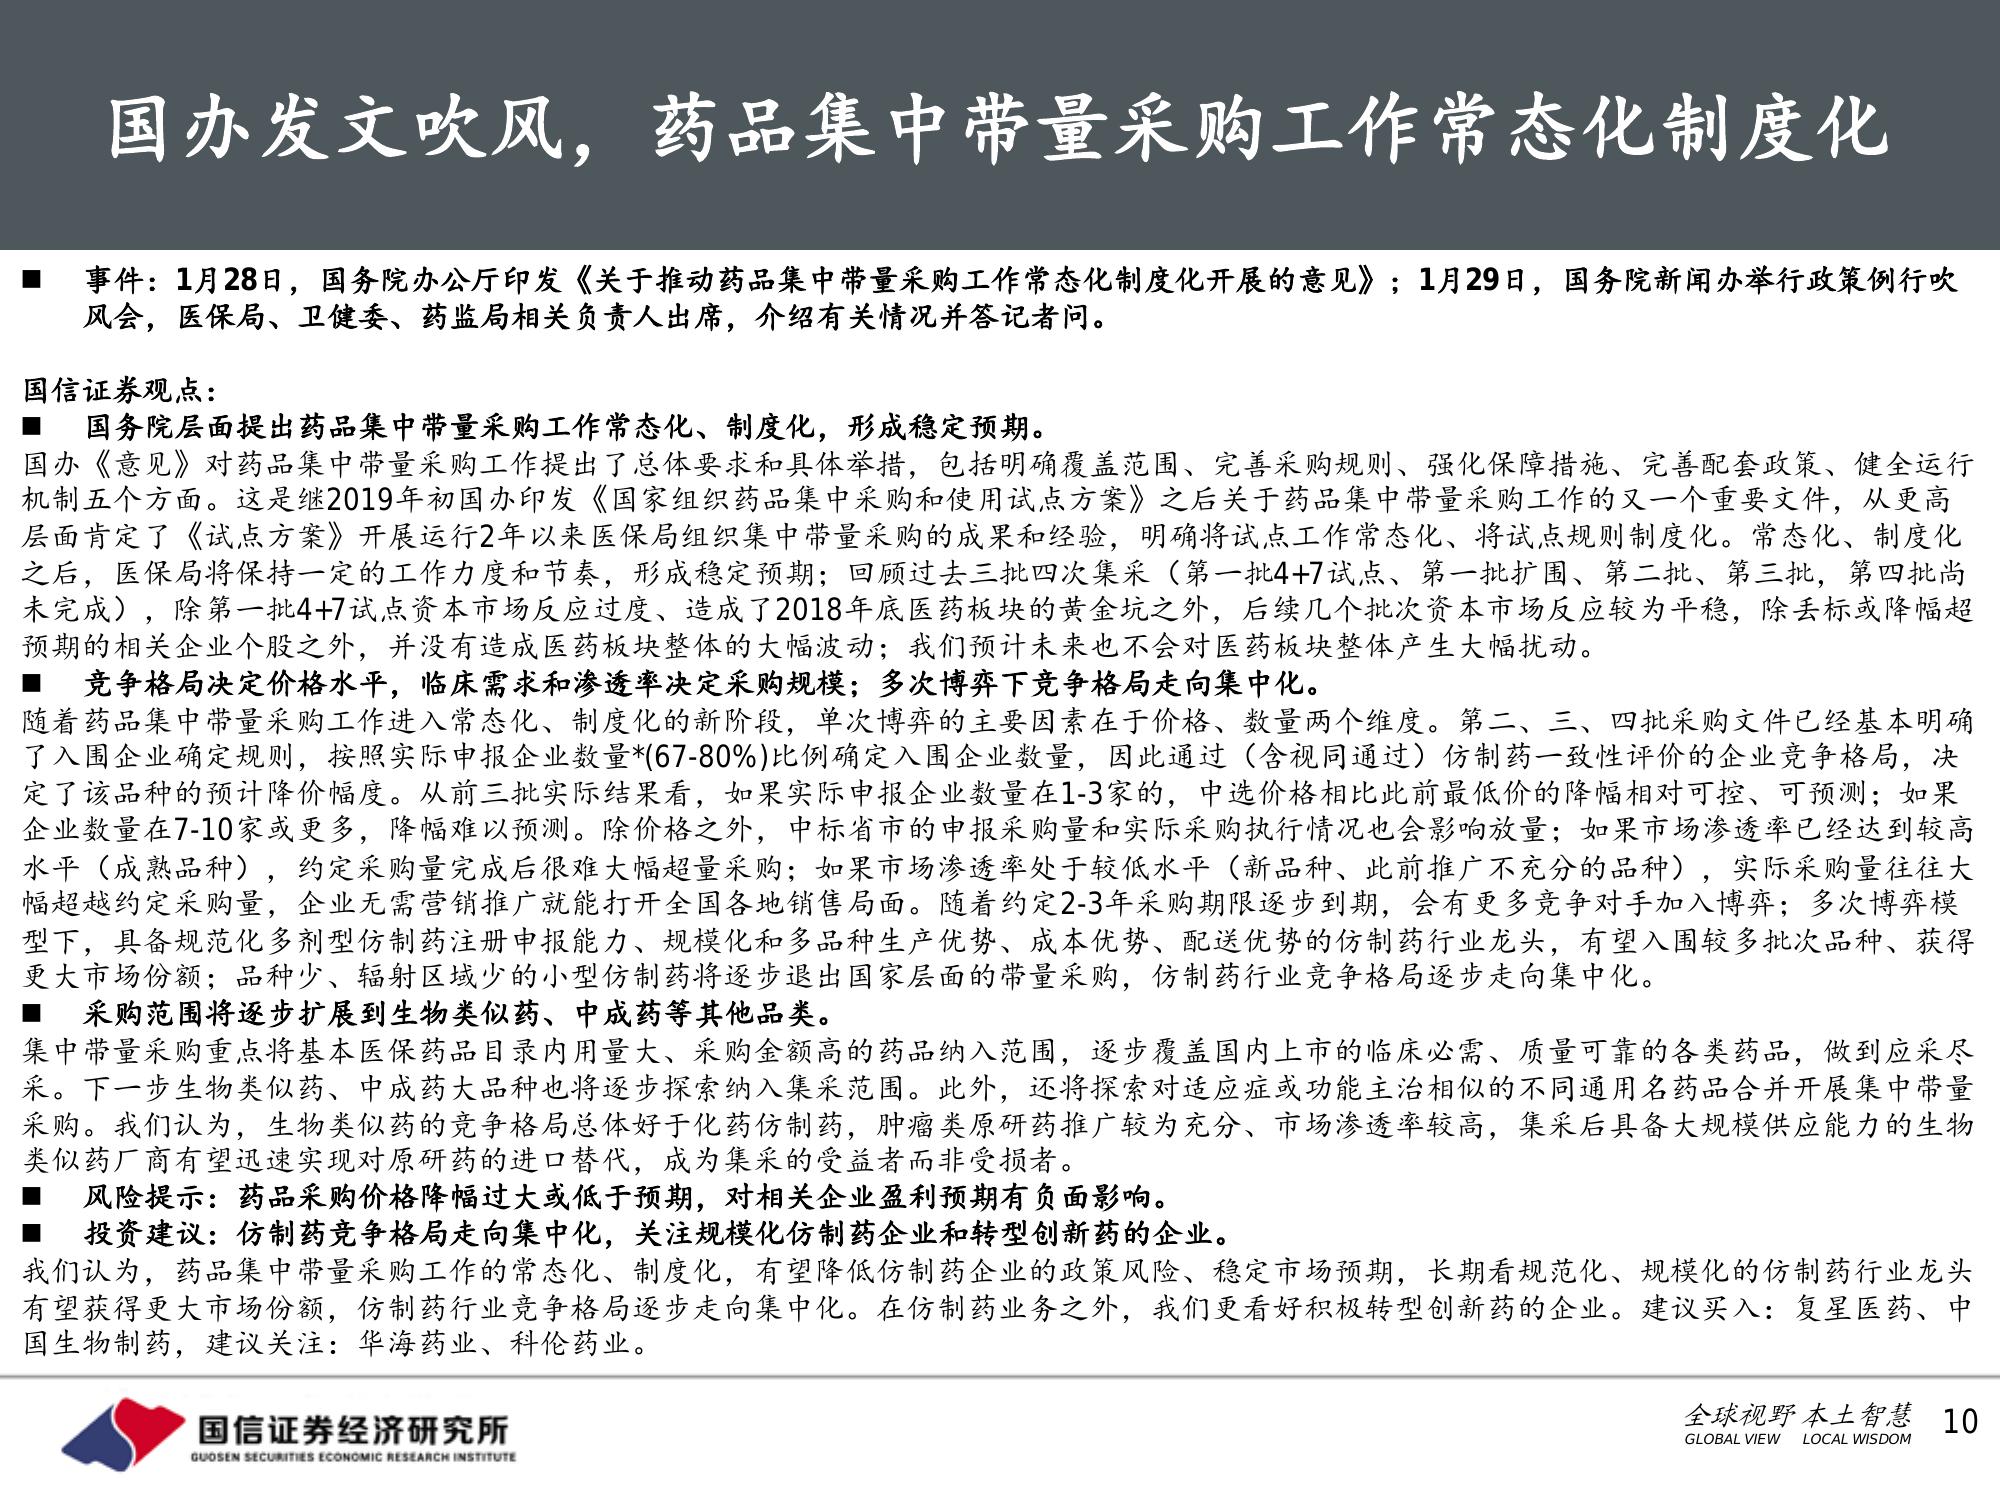 国办发文吹风，药品集中带量采购工作常态化制度化
■ 事件：1月28日，国务院办公厅印发《关于推动药品集中带量采购工作常态化制度化开展的意见》；1月29日，国务院新闻办举行政策例行吹
风会，医保局、卫健委、药监局相关负责人出席，介绍有关情况并答记者问。
国信证券观点：
■ 国务院层面提出药品集中带量采购工作常态化、制度化，形成稳定预期。
国办《意见》对药品集中带量采购工作提出了总体要求和具体举措，包括明确覆盖范围、完善采购规则、强化保障措施、完善配套政策、健全运行
机制五个方面。这是继2019年初国办印发《国家组织药品集中采购和使用试点方案》之后关于药品集中带量采购工作的又一个重要文件，从更高
层面肯定了《试点方案》开展运行2年以来医保局组织集中带量采购的成果和经验，明确将试点工作常态化、将试点规则制度化。常态化、制度化
之后，医保局将保持一定的工作力度和节奏，形成稳定预期；回顾过去三批四次集采（第一批4+7试点、第一批扩围、第二批、第三批，第四批尚
未完成），除第一批4+7试点资本市场反应过度、造成了2018年底医药板块的黄金坑之外，后续几个批次资本市场反应较为平稳，除丢标或降幅超
预期的相关企业个股之外，并没有造成医药板块整体的大幅波动；我们预计未来也不会对医药板块整体产生大幅扰动。
■ 竞争格局决定价格水平，临床需求和渗透率决定采购规模；多次博弈下竞争格局走向集中化。
随着药品集中带量采购工作进入常态化、制度化的新阶段，单次博弈的主要因素在于价格、数量两个维度。第二、三、四批采购文件已经基本明确
了入围企业确定规则，按照实际申报企业数量*(67-80%)比例确定入围企业数量，因此通过（含视同通过）仿制药一致性评价的企业竞争格局，决
定了该品种的预计降价幅度。从前三批实际结果看，如果实际申报企业数量在1-3家的，中选价格相比此前最低价的降幅相对可控、可预测；如果
企业数量在7-10家或更多，降幅难以预测。除价格之外，中标省市的申报采购量和实际采购执行情况也会影响放量；如果市场渗透率已经达到较高
水平（成熟品种），约定采购量完成后很难大幅超量采购；如果市场渗透率处于较低水平（新品种、此前推广不充分的品种），实际采购量往往大
幅超越约定采购量，企业无需营销推广就能打开全国各地销售局面。随着约定2-3年采购期限逐步到期，会有更多竞争对手加入博弈；多次博弈模
型下，具备规范化多剂型仿制药注册申报能力、规模化和多品种生产优势、成本优势、配送优势的仿制药行业龙头，有望入围较多批次品种、获得
更大市场份额；品种少、辐射区域少的小型仿制药将逐步退出国家层面的带量采购，仿制药行业竞争格局逐步走向集中化。
■ 采购范围将逐步扩展到生物类似药、中成药等其他品类。
集中带量采购重点将基本医保药品目录内用量大、采购金额高的药品纳入范围，逐步覆盖国内上市的临床必需、质量可靠的各类药品，做到应采尽
采。下一步生物类似药、中成药大品种也将逐步探索纳入集采范围。此外，还将探索对适应症或功能主治相似的不同通用名药品合并开展集中带量
采购。我们认为，生物类似药的竞争格局总体好于化药仿制药，肿瘤类原研药推广较为充分、市场渗透率较高，集采后具备大规模供应能力的生物
类似药厂商有望迅速实现对原研药的进口替代，成为集采的受益者而非受损者。
■ 风险提示：药品采购价格降幅过大或低于预期，对相关企业盈利预期有负面影响。
■ 投资建议：仿制药竞争格局走向集中化，关注规模化仿制药企业和转型创新药的企业。
我们认为，药品集中带量采购工作的常态化、制度化，有望降低仿制药企业的政策风险、稳定市场预期，长期看规范化、规模化的仿制药行业龙头
有望获得更大市场份额，仿制药行业竞争格局逐步走向集中化。在仿制药业务之外，我们更看好积极转型创新药的企业。建议买入：复星医药、中
国生物制药，建议关注：华海药业、科伦药业。
国信证券经济研究所
GUOSEN SECURITIES ECONOMIC RESEARCH INSTITUTE
全球视野 本土智慧
GLOBAL VIEW LOCAL WISDOM
10